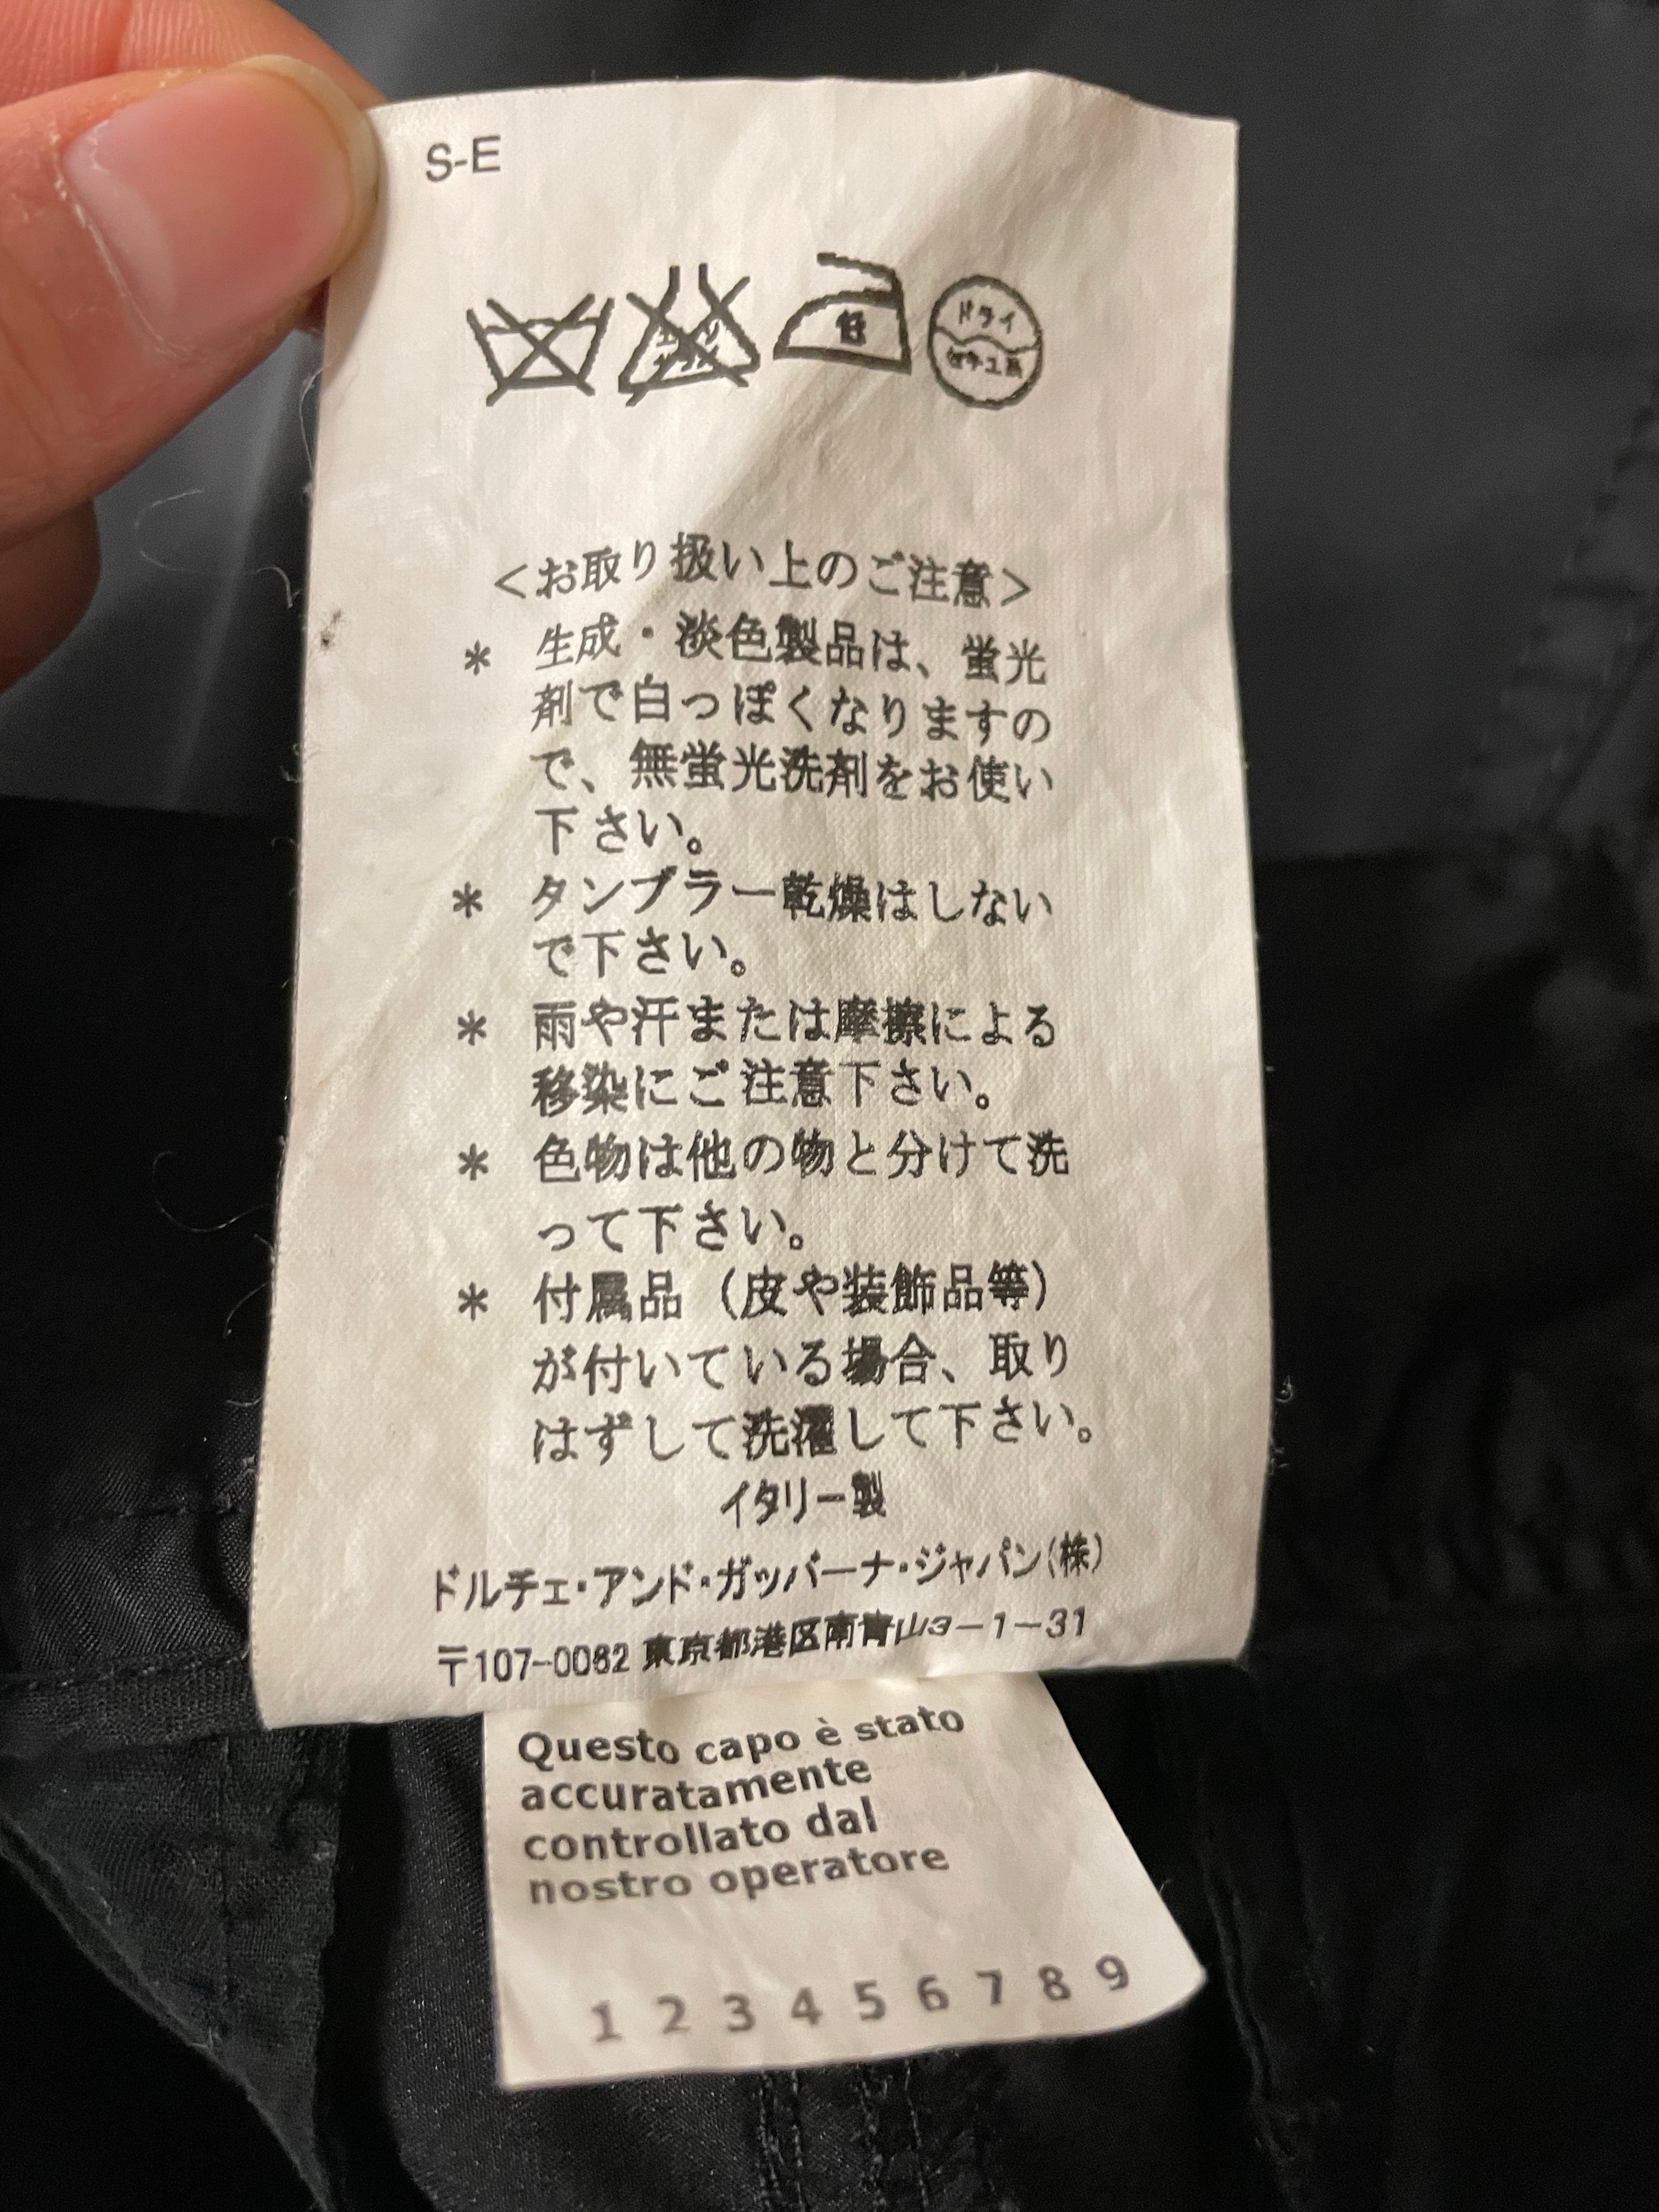 S-E
低
ドライ
セキユ系
<お取り扱い上のご注意>
* 生成・淡色製品は、蛍光
剤で白っぽくなりますの
で、無蛍光洗剤をお使い
下さい。
* タンブラー乾燥はしない
で下さい。
* 雨や汗または摩擦による
移染にご注意下さい。
* 色物は他の物と分けて洗
って下さい。
* 付属品（皮や装飾品等）
が付いている場合、取り
はずして洗濯して下さい。
イタリー製
ドルチェ・アンド・ガッバーナ・ジャパン(株)
〒107-0062 東京都港区南青山3-1-31
Questo capo è stato
accuratamente
controllato dal
nostro operatore
1 2 3 4 5 6 7 8 9